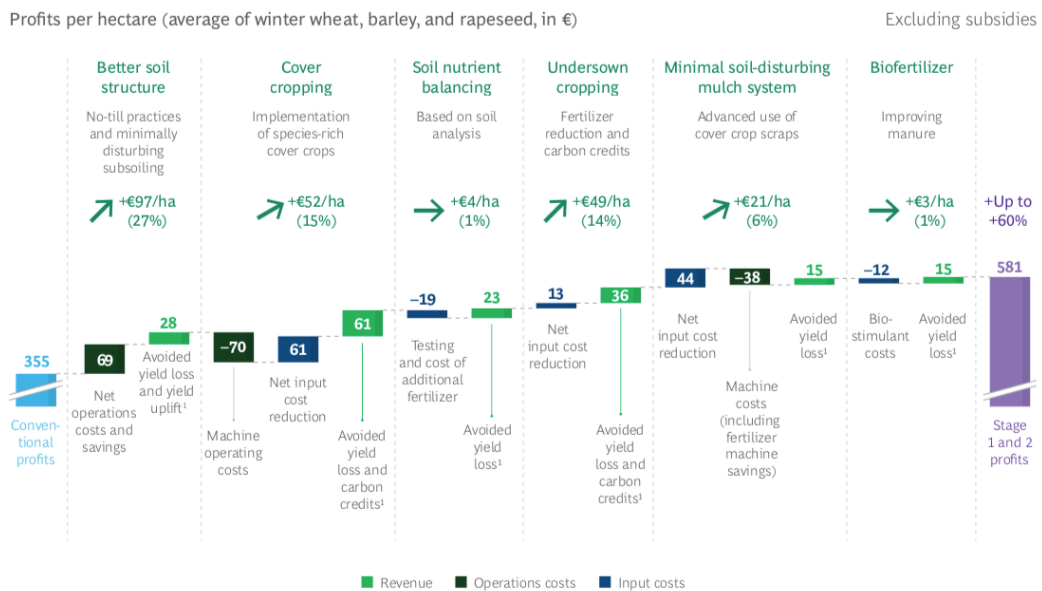 Profits per hectare (average of winter wheat, barley, and rapeseed, in €)
Excluding subsidies
Better soil
structure
No-till practices
and minimally
disturbing
subsoiling
+€97/ha
(27%)
Cover
cropping
Implementation
of species-rich
cover crops
+€52/ha
(15%)
Soil nutrient
balancing
Based on soil
analysis
+€4/ha
(1%)
Undersown
cropping
Fertilizer
reduction and
carbon credits
+€49/ha
(14%)
Minimal soil-disturbing
mulch system
Advanced use of
cover crop scraps
+€21/ha
(6%)
Biofertilizer
Improving
manure
+€3/ha
(1%)
+Up to
+60%
355
Conven-
tional
profits
69
Net
operations
costs and
savings
28
Avoided
yield loss
and yield
uplift¹
–70
Machine
operating
costs
61
Net input
cost
reduction
61
Avoided
yield
loss and
carbon
credits¹
–19
Testing
and cost of
additional
fertilizer
23
Avoided
yield
loss¹
13
Net
input cost
reduction
36
Avoided
yield
loss and
carbon
credits¹
44
Net
input cost
reduction
–38
Machine
costs
(including
fertilizer
machine
savings)
15
Avoided
yield
loss¹
–12
Bio-
stimulant
costs
15
Avoided
yield
loss¹
581
Stage
1 and 2
profits
Revenue
Operations costs
Input costs